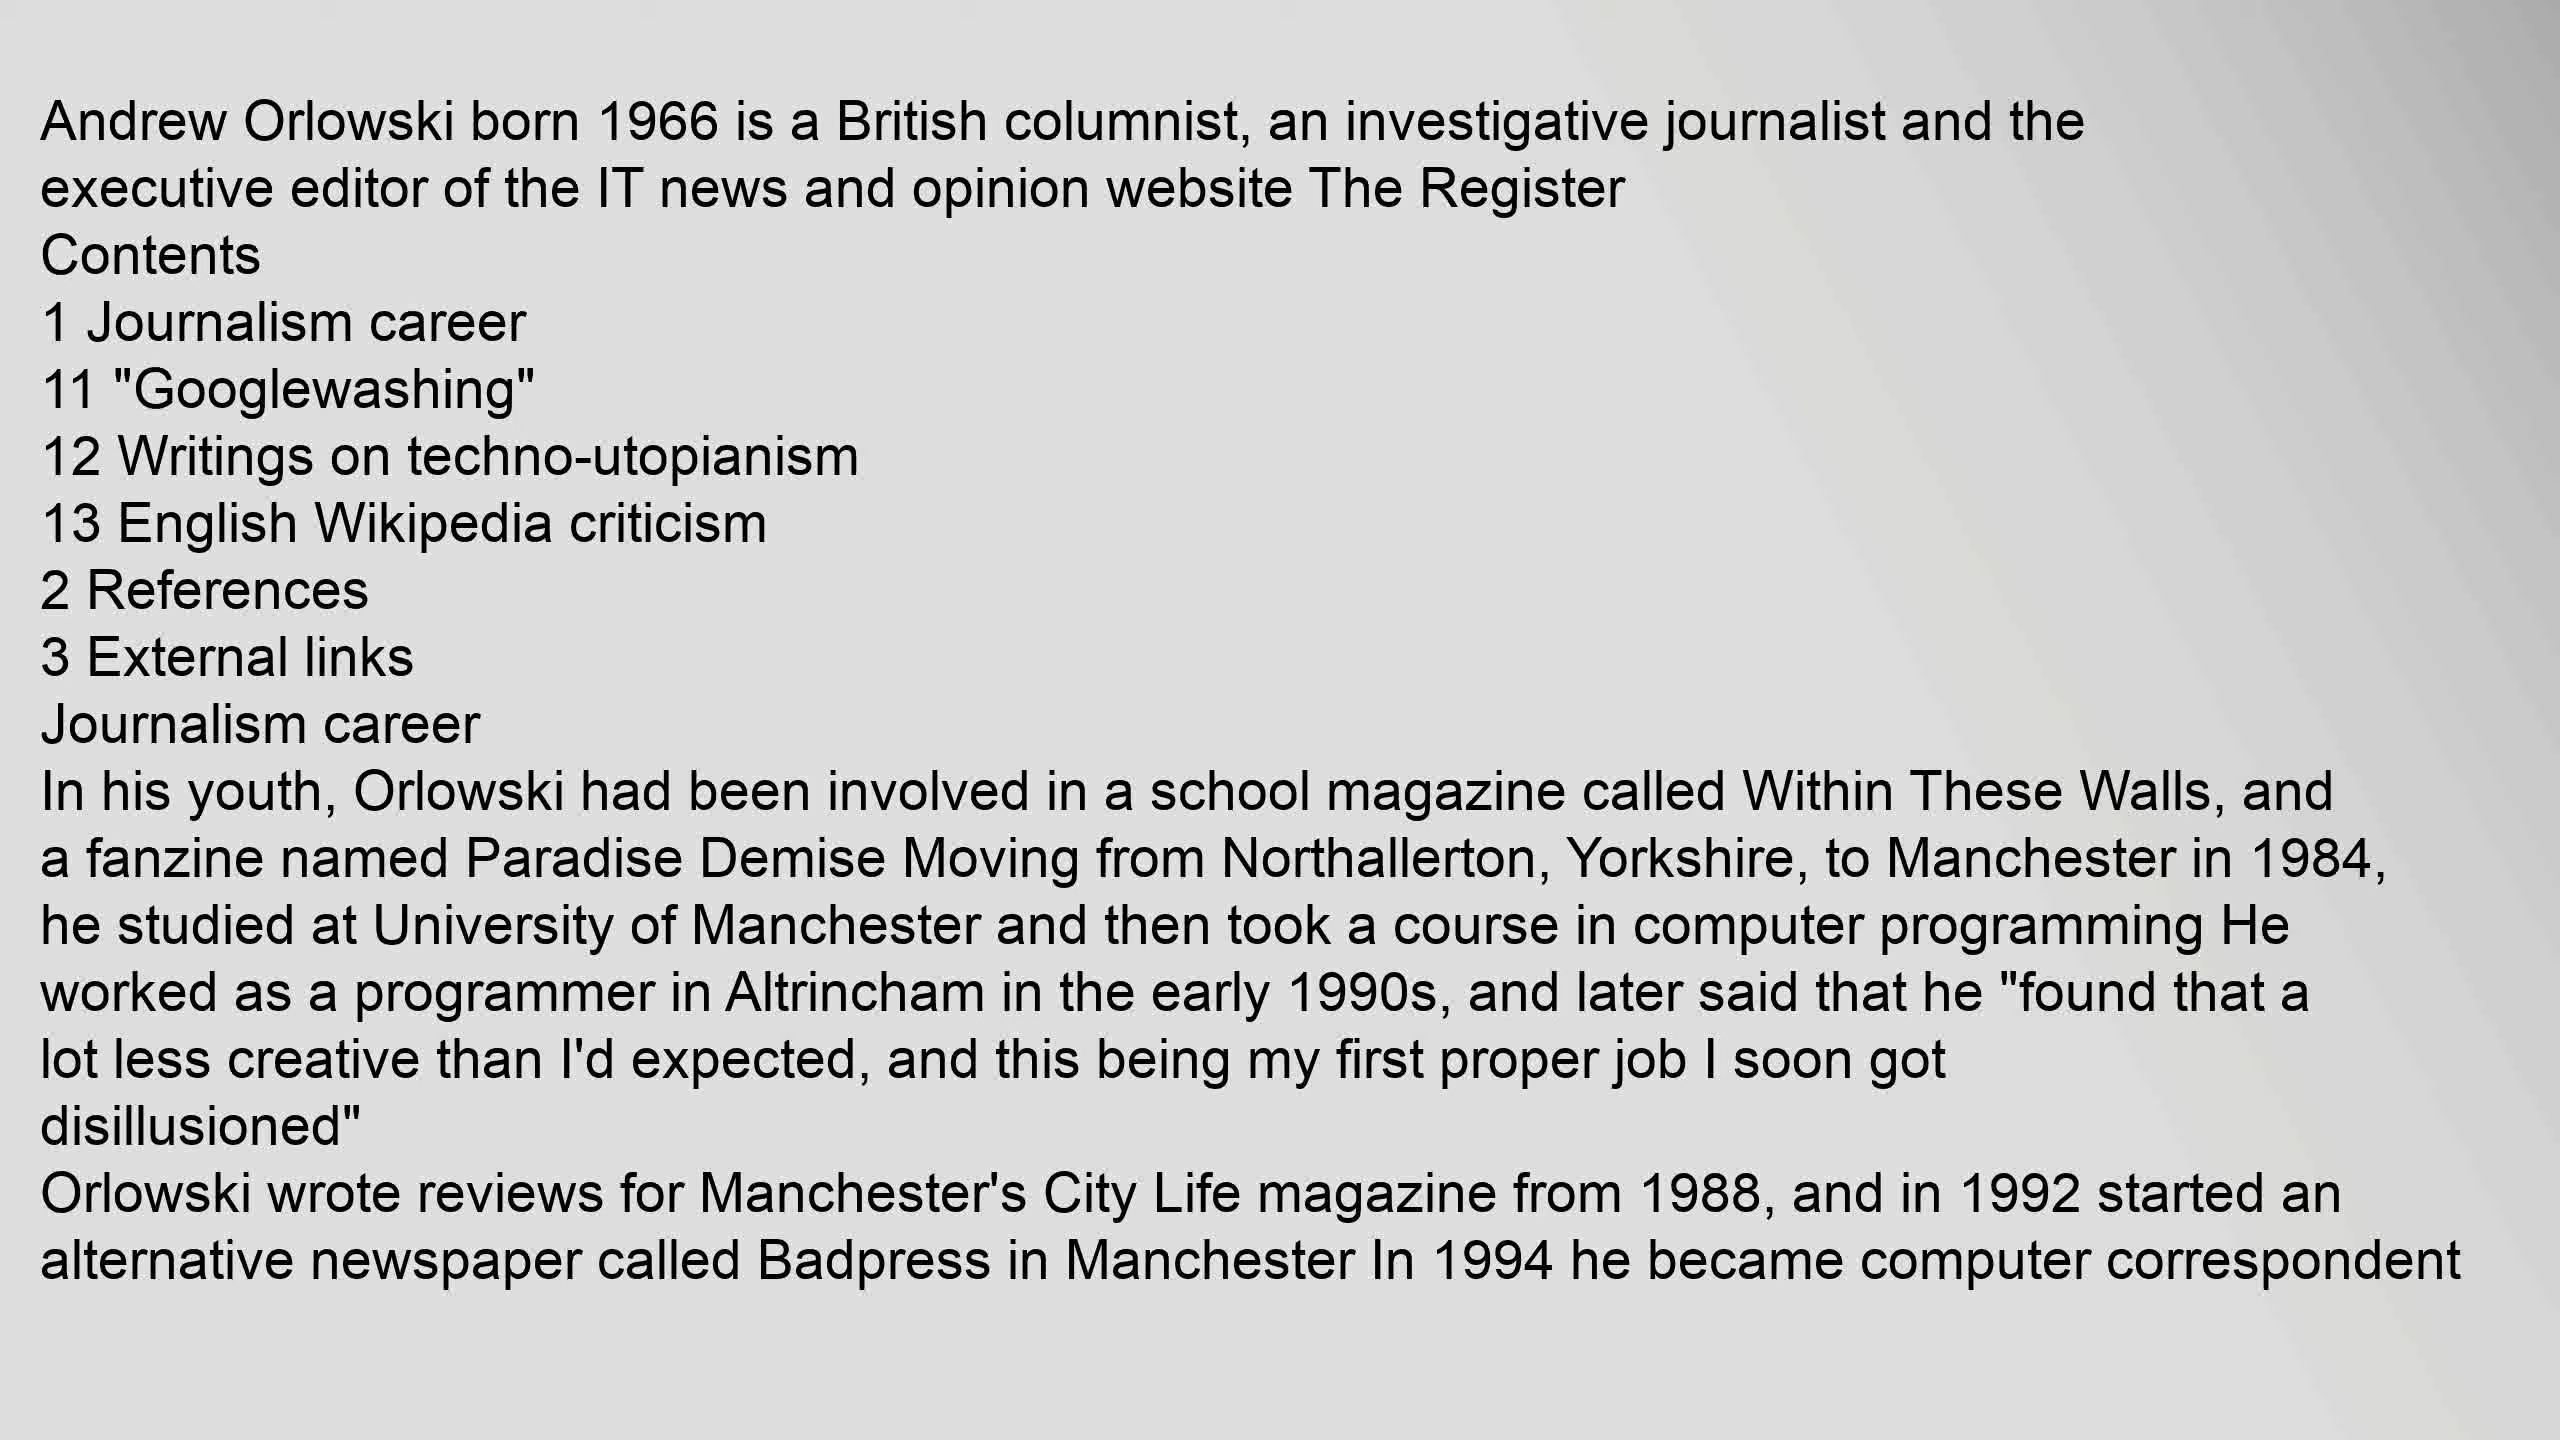 Andrew Orlowski born 1966 is a British columnist, an investigative journalist and the
executive editor of the IT news and opinion website The Register
Contents
1 Journalism career
11 "Googlewashing"
12 Writings on techno-utopianism
13 English Wikipedia criticism
2 References
3 External links
Journalism career
In his youth, Orlowski had been involved in a school magazine called Within These Walls, and
a fanzine named Paradise Demise Moving from Northallerton, Yorkshire, to Manchester in 1984,
he studied at University of Manchester and then took a course in computer programming He
worked as a programmer in Altrincham in the early 1990s, and later said that he "found that a
lot less creative than I'd expected, and this being my first proper job I soon got
disillusioned"
Orlowski wrote reviews for Manchester's City Life magazine from 1988, and in 1992 started an
alternative newspaper called Badpress in Manchester In 1994 he became computer correspondent